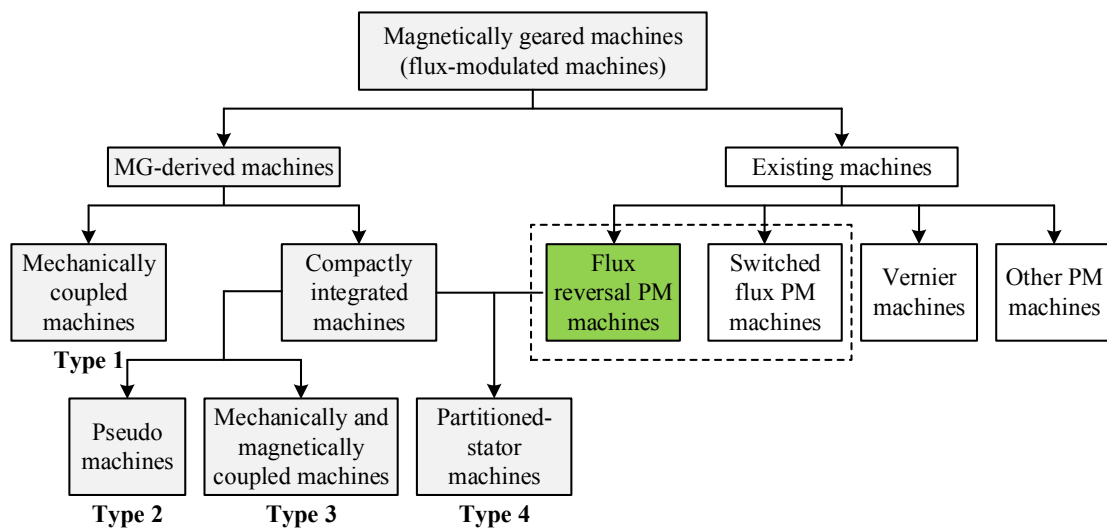 Magnetically geared machines
(flux-modulated machines)
MG-derived machines
Existing machines
Mechanically
coupled
machines
Compactly
integrated
machines
Flux
reversal PM
machines
Switched
flux PM
machines
Vernier
machines
Other PM
machines
Type 1
Pseudo
machines
Mechanically and
magnetically
coupled machines
Partitioned-
stator
machines
Type 2
Type 3
Type 4